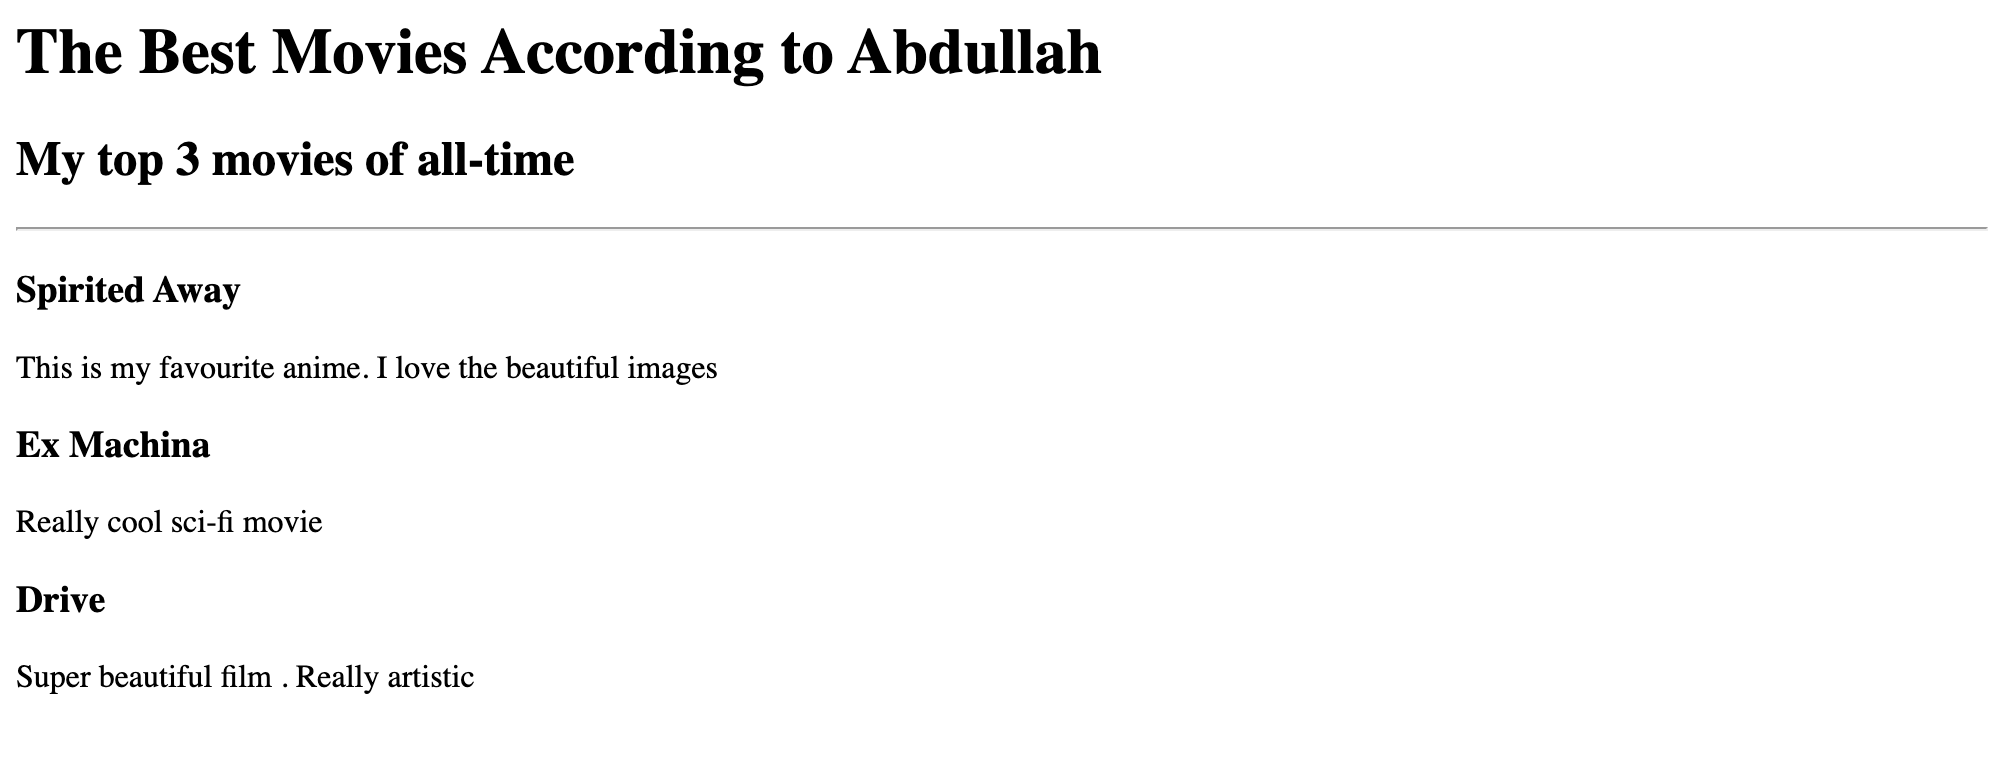 The Best Movies According to Abdullah
My top 3 movies of all-time
Spirited Away
This is my favourite anime. I love the beautiful images
Ex Machina
Really cool sci-fi movie
Drive
Super beautiful film . Really artistic